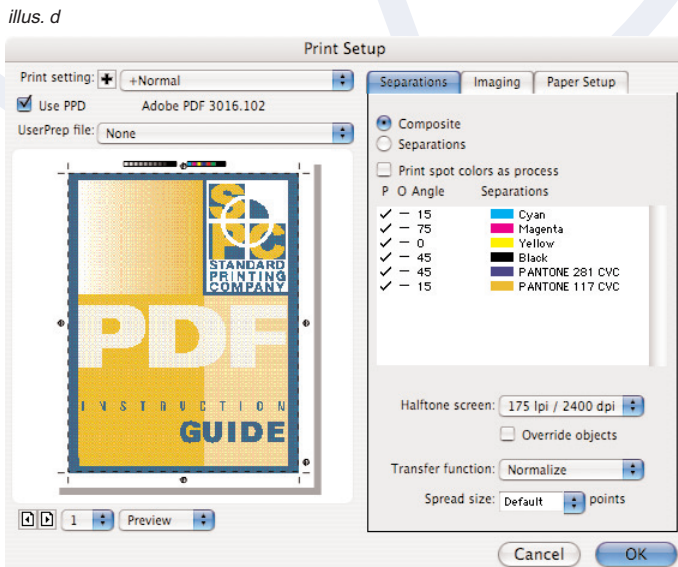 illus. d
Print Setup
Print setting: +Normal
Use PPD Adobe PDF 3016.102
UserPrep file: None
STANDARD
PRINTING
COMPANY
PDF
INSTRUCTION
GUIDE
1 Preview
Separations Imaging Paper Setup
Composite
Separations
Print spot colors as process
P O Angle Separations
15 Cyan
75 Magenta
0 Yellow
45 Black
45 PANTONE 281 CVC
15 PANTONE 117 CVC
Halftone screen: 175 lpi / 2400 dpi
Override objects
Transfer function: Normalize
Spread size: Default points
Cancel OK